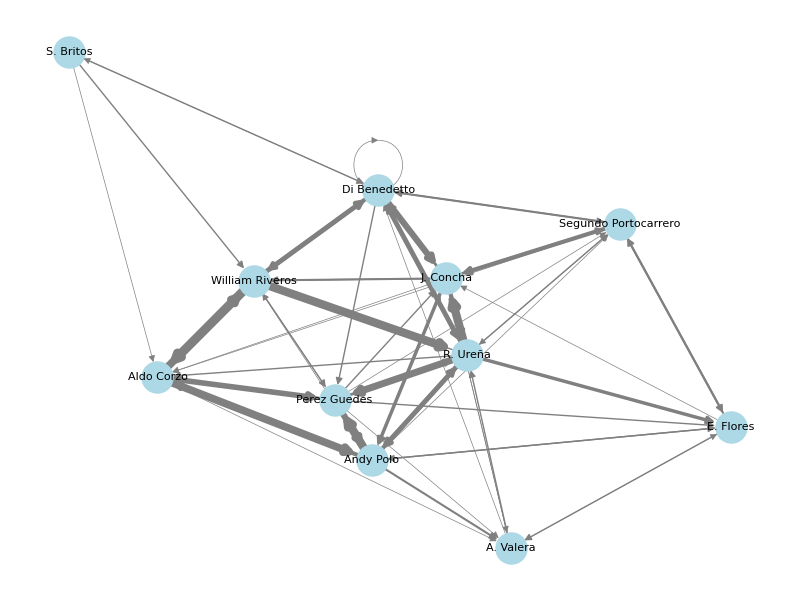 S. Britos
Di Benedetto
Segundo Portocarrero
William Riveros
J. Concha
R. Ureña
Aldo Corzo
Perez Guedes
E. Flores
Andy Polo
A. Valera